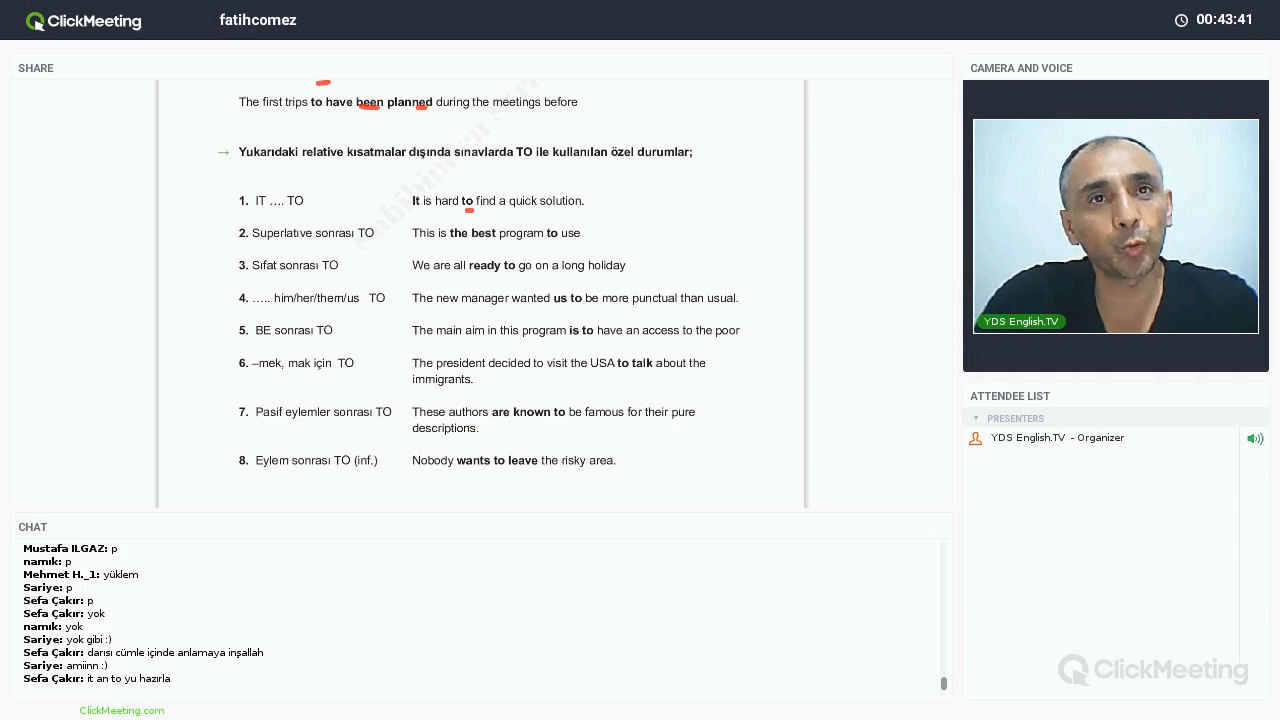 ClickMeeting
fatihcomez
00:43:41
SHARE
The first trips to have been planned during the meetings before
→ Yukarıdaki relative kısatmalar dışında sınavlarda TO ile kullanılan özel durumlar;
1. IT .... TO It is hard to find a quick solution.
2. Superlatıve sonrası TO This is the best program to use
3. Sıfat sonrası TO We are all ready to go on a long holiday
4. ..... him/her/them/us TO The new manager wanted us to be more punctual than usual.
5. BE sonrası TO The main aim in this program is to have an access to the poor
6. –mek, mak için TO The president decided to visit the USA to talk about the
immigrants.
7. Pasif eylemler sonrası TO These authors are known to be famous for their pure
descriptions.
8. Eylem sonrası TO (inf.) Nobody wants to leave the risky area.
CHAT
Mustafa ILGAZ: p
namık: p
Mehmet H._1: yüklem
Sariye: p
Sefa Çakır: p
Sefa Çakır: yok
namık: yok
Sariye: yok gibi :)
Sefa Çakır: darısı cümle içinde anlamaya inşallah
Sariye: amiinn :)
Sefa Çakır: it an to yu hazırla
ClickMeeting.com
CAMERA AND VOICE
YDS English.TV
ATTENDEE LIST
PRESENTERS
YDS English.TV - Organizer
ClickMeeting